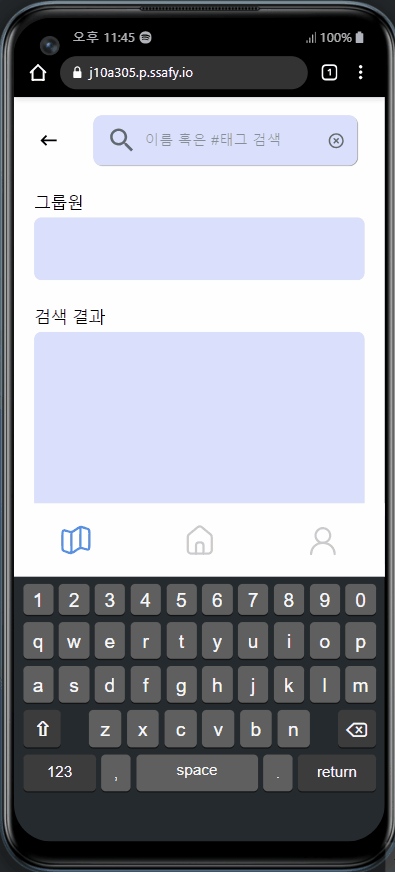 오후 11:45 100%
j10a305.p.ssafy.io 1
이름 혹은 #태그 검색
그룹원
검색 결과
1 2 3 4 5 6 7 8 9 0
q w e r t y u i o p
a s d f g h j k l m
z x c v b n
123 , space . return